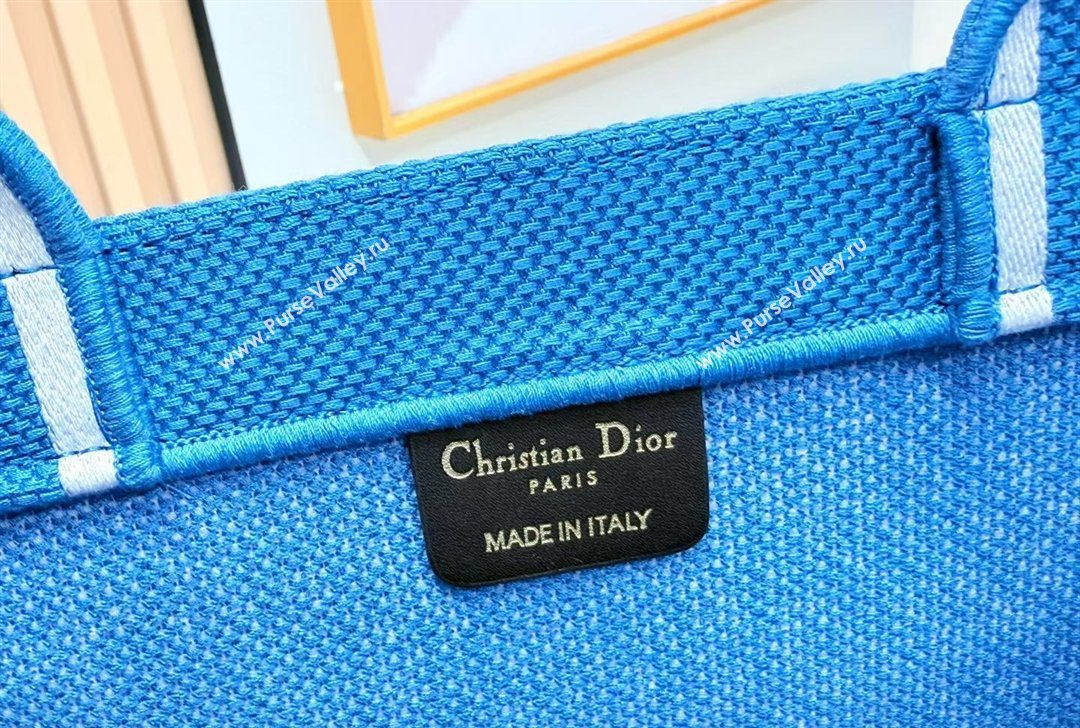 www.PurseValley.ru
www.PurseValley.ru
Christian Dior
PARIS
MADE IN ITALY